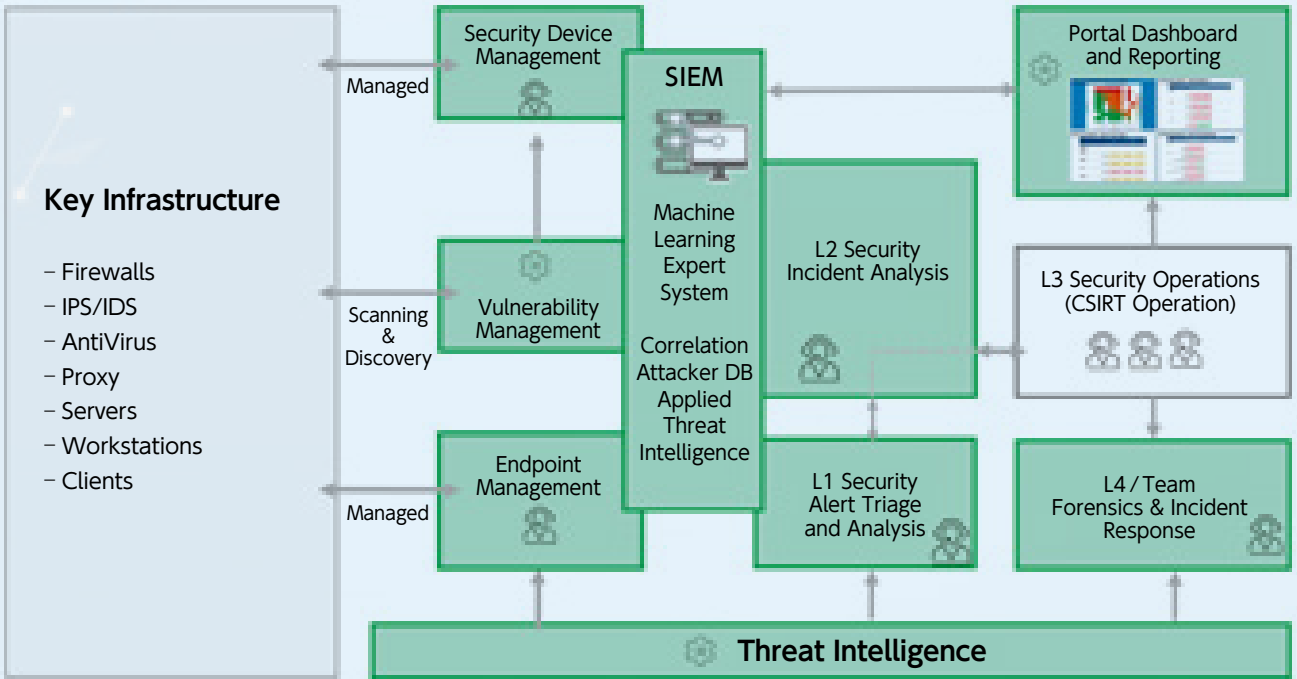 Key Infrastructure
– Firewalls
– IPS/IDS
– AntiVirus
– Proxy
– Servers
– Workstations
– Clients
Managed
Scanning
&
Discovery
Managed
Security Device
Management
Vulnerability
Management
Endpoint
Management
SIEM
Machine
Learning
Expert
System
Correlation
Attacker DB
Applied
Threat
Intelligence
L2 Security
Incident Analysis
L1 Security
Alert Triage
and Analysis
Portal Dashboard
and Reporting
L3 Security Operations
(CSIRT Operation)
L4 / Team
Forensics & Incident
Response
Threat Intelligence